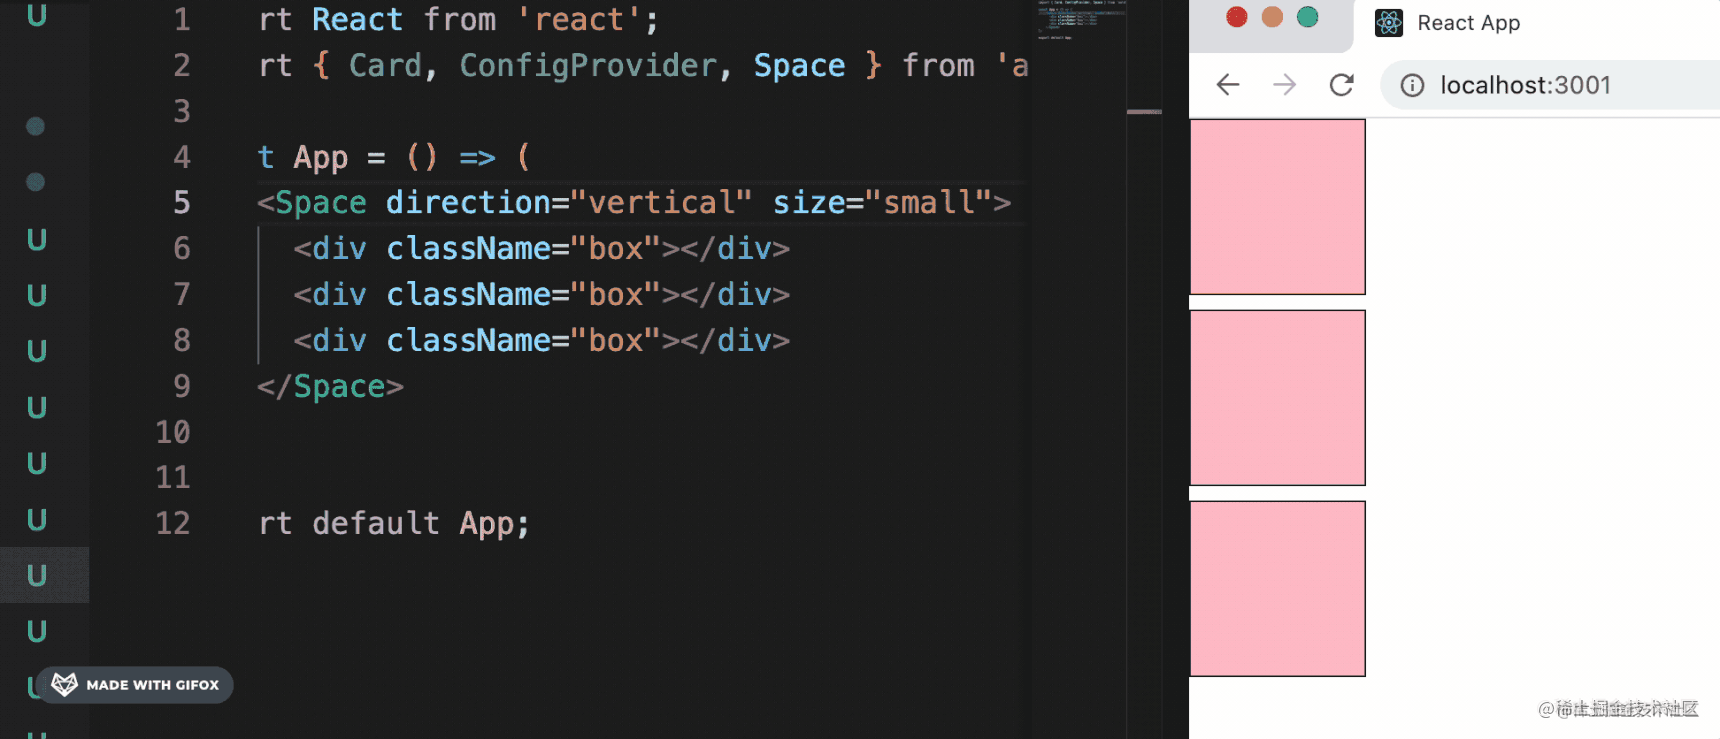 1 rt React from 'react';
2 rt { Card, ConfigProvider, Space } from 'a
3
4 t App = () => (
5 <Space direction="vertical" size="small">
6 <div className="box"></div>
7 <div className="box"></div>
8 <div className="box"></div>
9 </Space>
10
11
12 rt default App;
U
U
U
U
U
U
U
U
U
U
MADE WITH GIFOX
React App
localhost:3001
@稀土掘金技术社区